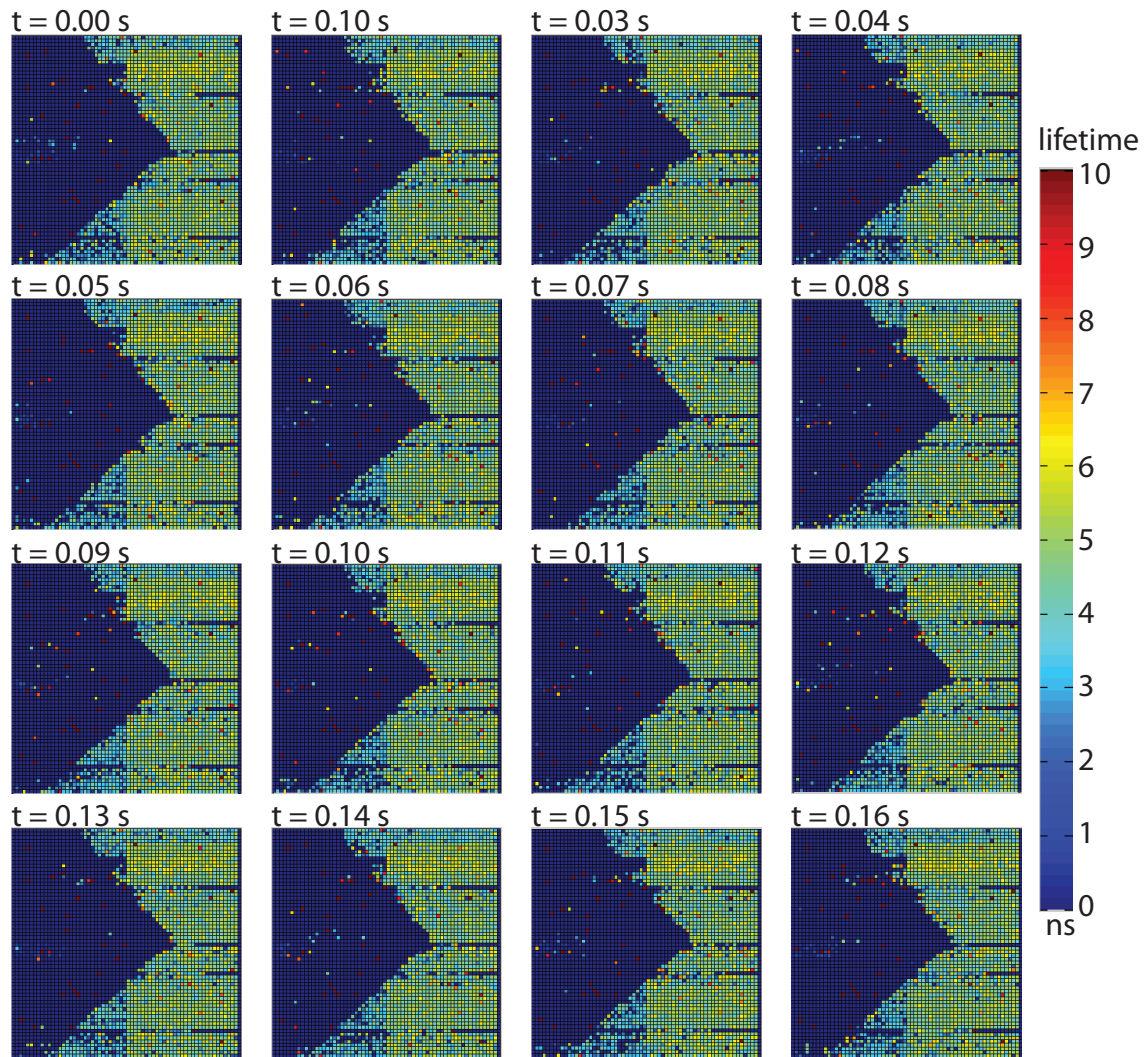 t = 0.00 s
t = 0.10 s
t = 0.03 s
t = 0.04 s
lifetime
10
9
8
7
6
5
4
3
2
1
0
ns
t = 0.05 s
t = 0.06 s
t = 0.07 s
t = 0.08 s
t = 0.09 s
t = 0.10 s
t = 0.11 s
t = 0.12 s
t = 0.13 s
t = 0.14 s
t = 0.15 s
t = 0.16 s